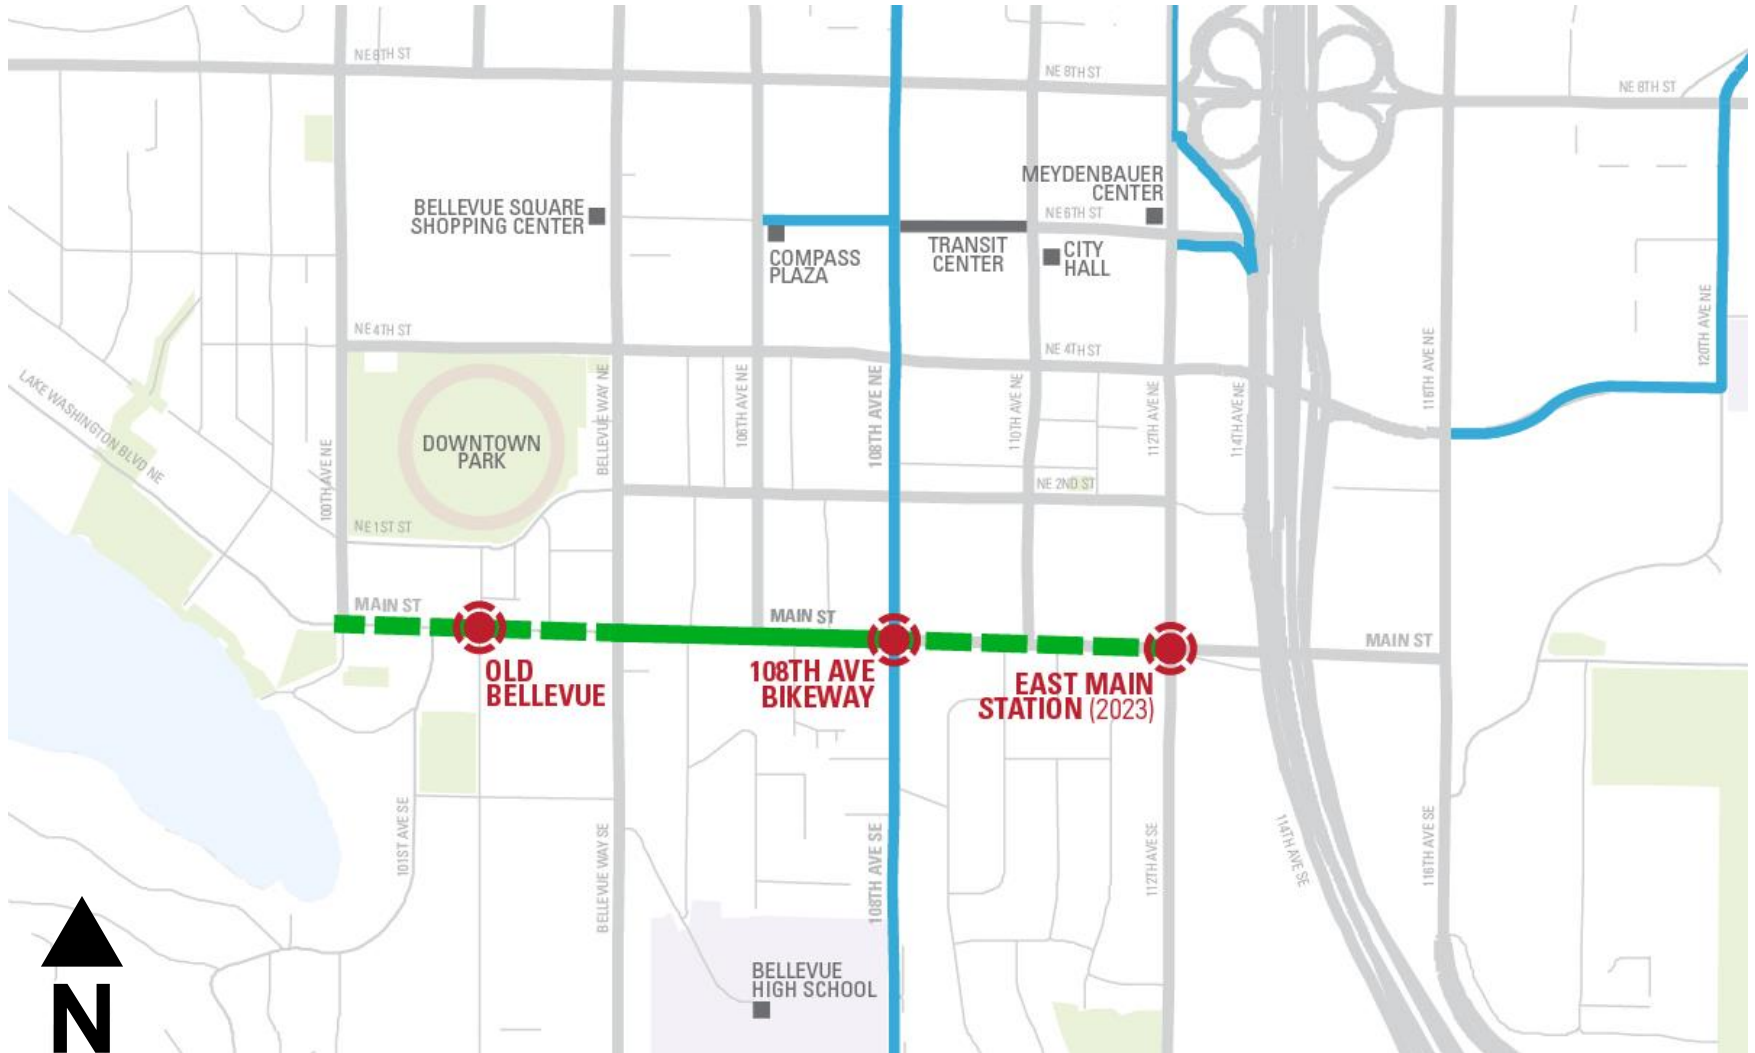 NE 8TH ST
NE 8TH ST
NE 8TH ST
MEYDENBAUER
CENTER
BELLEVUE SQUARE
SHOPPING CENTER
NE 6TH ST
COMPASS
PLAZA
TRANSIT
CENTER
CITY
HALL
NE 4TH ST
NE 4TH ST
120TH AVE NE
LAKE WASHINGTON BLVD NE
100TH AVE NE
DOWNTOWN
PARK
BELLEVUE WAY NE
106TH AVE NE
108TH AVE NE
110TH AVE NE
112TH AVE NE
114TH AVE NE
116TH AVE NE
NE 2ND ST
NE 1ST ST
MAIN ST
MAIN ST
MAIN ST
OLD
BELLEVUE
108TH AVE
BIKEWAY
EAST MAIN
STATION (2023)
101ST AVE SE
BELLEVUE WAY SE
108TH AVE SE
112TH AVE SE
114TH AVE SE
116TH AVE SE
BELLEVUE
HIGH SCHOOL
N